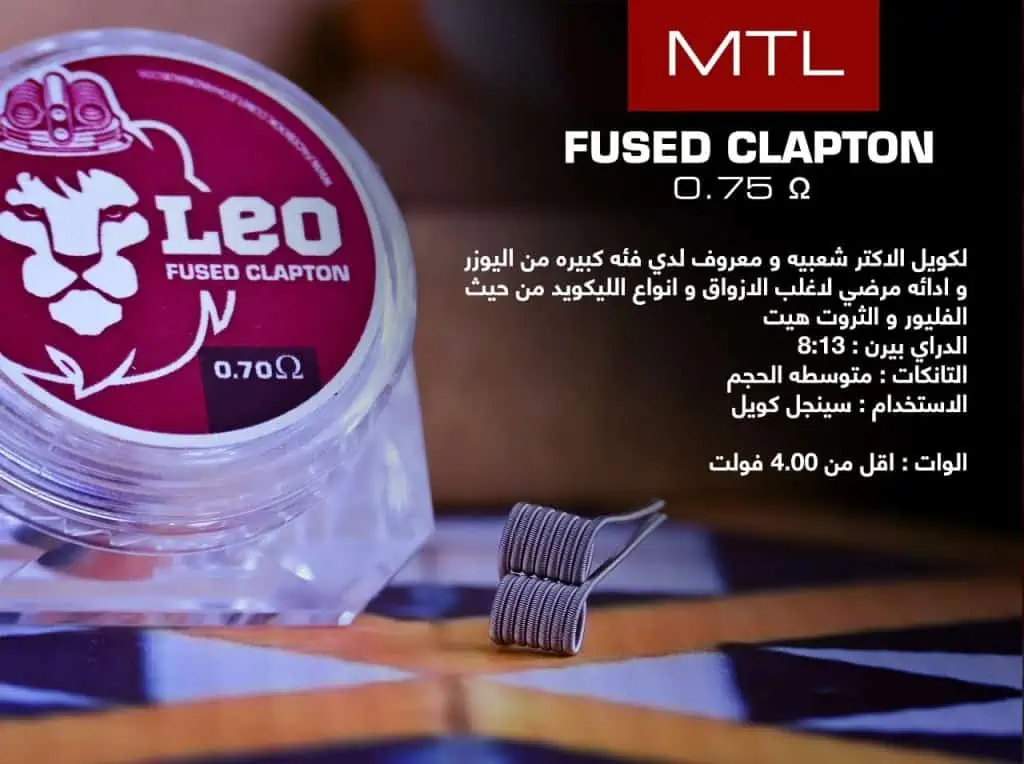 MTL
FUSED CLAPTON
0.75 Ω
لكويل الاكتر شعبيه و معروف لدي فئه كبيره من اليوزر
و ادائه مرضي لاغلب الازواق و انواع الليكويد من حيث
الفليور و الثروت هيت
الدراي بيرن : 8:13
التانكات : متوسطه الحجم
الاستخدام : سينجل كويل
الوات : اقل من 4.00 فولت
Leo
FUSED CLAPTON
0.70Ω